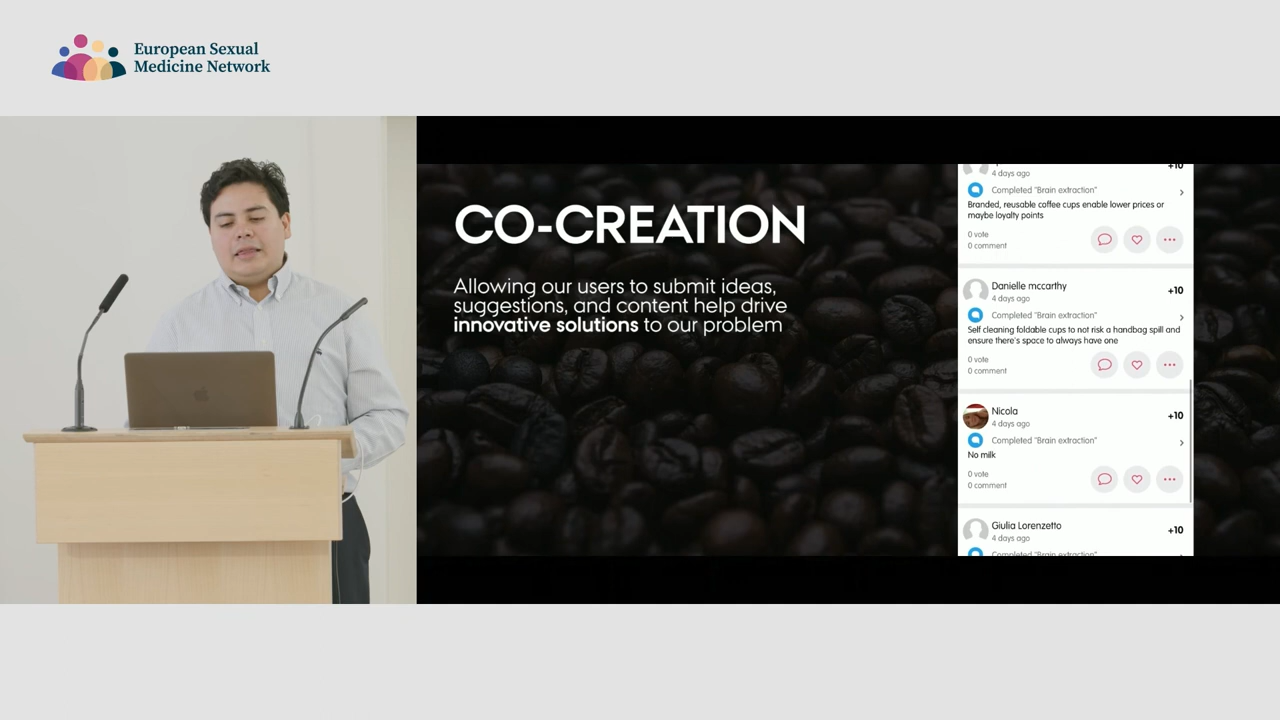 European Sexual
Medicine Network
CO-CREATION
Allowing our users to submit ideas,
suggestions, and content help drive
innovative solutions to our problem
+10
4 days ago
Completed "Brain extraction"
Branded, reusable coffee cups enable lower prices or
maybe loyalty points
0 vote
0 comment
Danielle mccarthy
+10
4 days ago
Completed "Brain extraction"
Self cleaning foldable cups to not risk a handbag spill and
ensure there's space to always have one
0 vote
0 comment
Nicola
+10
4 days ago
Completed "Brain extraction"
No milk
0 vote
0 comment
Giulia Lorenzetto
+10
4 days ago
Completed "Brain extraction"